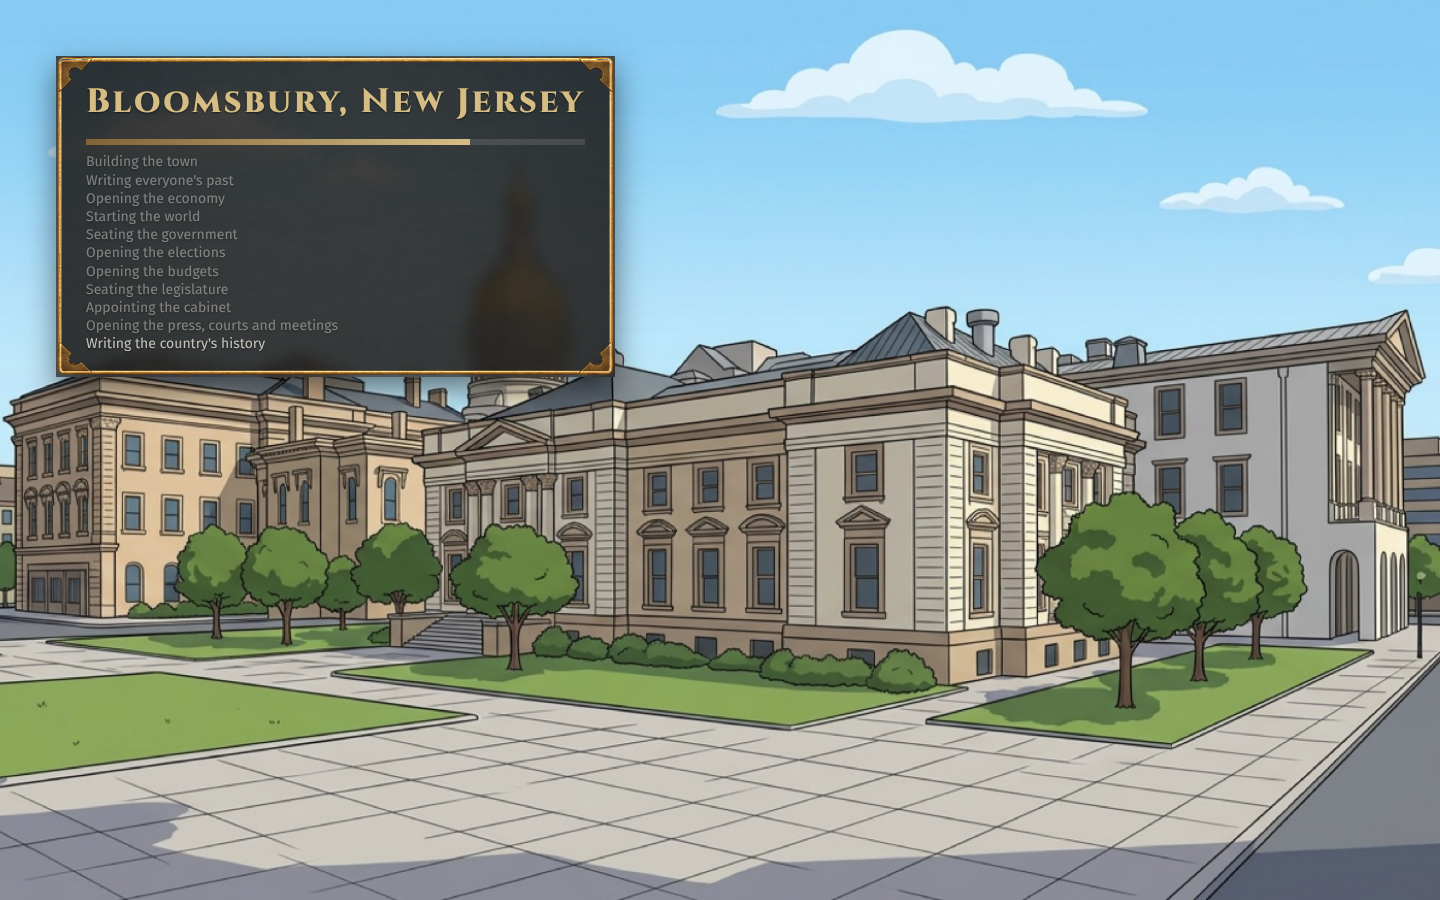 Bloomsbury, New Jersey
Building the town
Writing everyone's past
Opening the economy
Starting the world
Seating the government
Opening the elections
Opening the budgets
Seating the legislature
Appointing the cabinet
Opening the press, courts and meetings
Writing the country's history